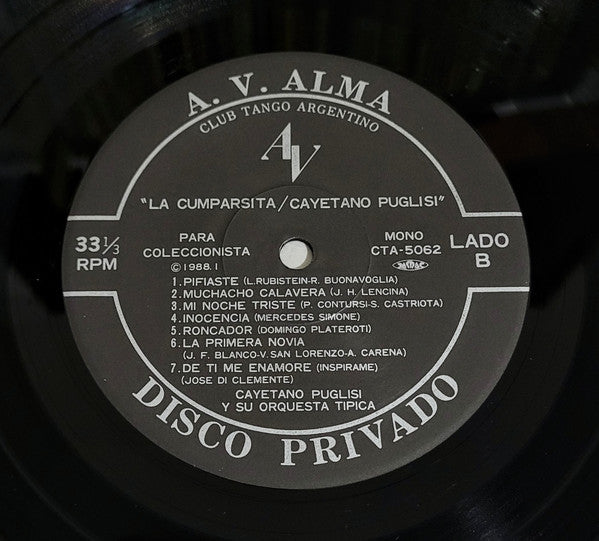 A. V. ALMA
CLUB TANGO ARGENTINO
AV
"LA CUMPARSITA/CAYETANO PUGLISI"
33 1/3
RPM
PARA
COLECCIONISTA
©1988.1
MONO
CTA-5062
LADO
B
1. PIFIASTE (L.RUBISTEIN-R. BUONAVOGLIA)
2. MUCHACHO CALAVERA (J. H. LENCINA)
3. MI NOCHE TRISTE (P. CONTURSI-S. CASTRIOTA)
4. INOCENCIA (MERCEDES SIMONE)
5. RONCADOR (DOMINGO PLATEROTI)
6. LA PRIMERA NOVIA
(J. F. BLANCO-V. SAN LORENZO-A. CARENA)
7. DE TI ME ENAMORE (INSPIRAME)
(JOSE DI CLEMENTE)
CAYETANO PUGLISI
Y SU ORQUESTA TIPICA
DISCO PRIVADO